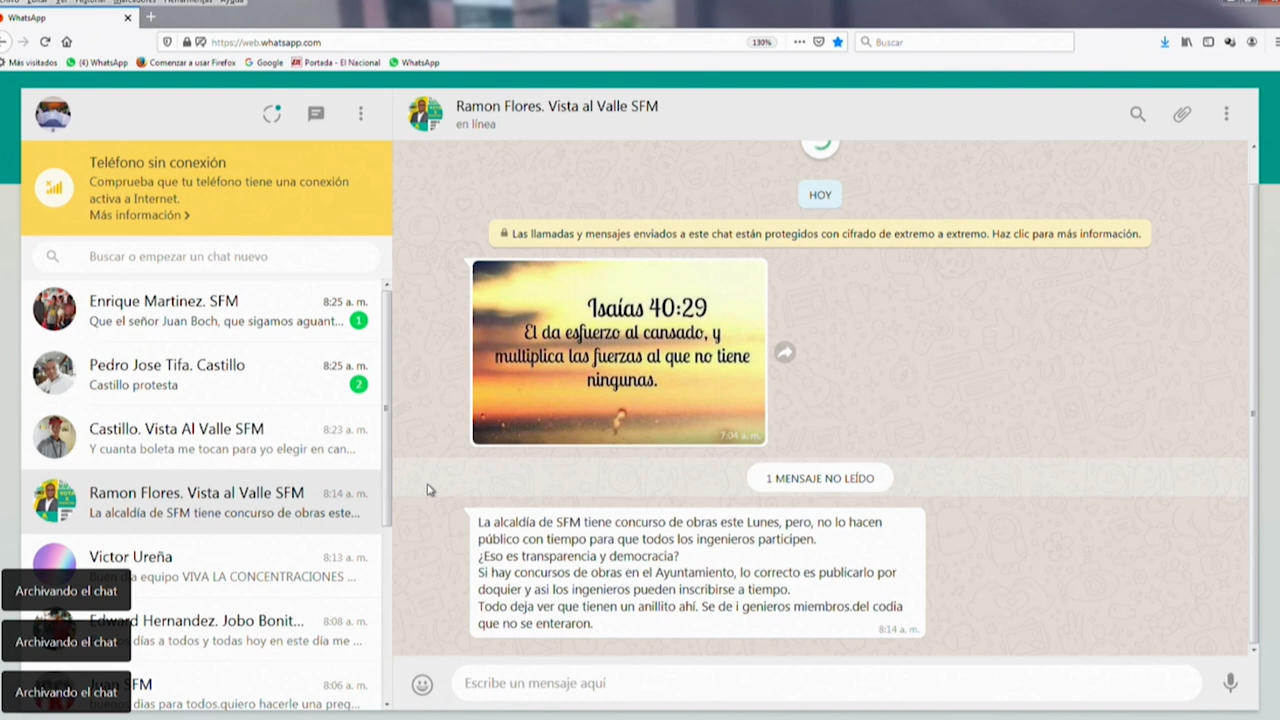 WhatsApp
https://web.whatsapp.com
130%
Buscar
Más visitados
(4) WhatsApp
Comenzar a usar Firefox
Google
Portada - El Nacional
WhatsApp
Teléfono sin conexión
Comprueba que tu teléfono tiene una conexión
activa a Internet.
Más información
Buscar o empezar un chat nuevo
Enrique Martinez. SFM
8:25 a. m.
Que el señor Juan Boch, que sigamos aguant...
1
Pedro Jose Tifa. Castillo
8:25 a. m.
Castillo protesta
2
Castillo. Vista Al Valle SFM
8:23 a. m.
Y cuanta boleta me tocan para yo elegir en can...
Ramon Flores. Vista al Valle SFM
8:14 a. m.
La alcaldía de SFM tiene concurso de obras este...
Victor Ureña
8:13 a. m.
equipo VIVA LA CONCENTRACIONES ...
Archivando el chat
Edward Hernandez. Jobo Bonit...
8:08 a. m.
días a todos y todas hoy en este día me ...
Archivando el chat
Juan SFM
8:06 a. m.
dias para todos.quiero hacerle una preg...
Archivando el chat
Ramon Flores. Vista al Valle SFM
en línea
HOY
Las llamadas y mensajes enviados a este chat están protegidos con cifrado de extremo a extremo. Haz clic para más información.
Isaías 40:29
El da esfuerzo al cansado, y
multiplica las fuerzas al que no tiene
ningunas.
7:04 a. m.
1 MENSAJE NO LEÍDO
La alcaldía de SFM tiene concurso de obras este Lunes, pero, no lo hacen
público con tiempo para que todos los ingenieros participen.
¿Eso es transparencia y democracia?
Si hay concursos de obras en el Ayuntamiento, lo correcto es publicarlo por
doquier y asi los ingenieros pueden inscribirse a tiempo.
Todo deja ver que tienen un anillito ahí. Se de i genieros miembros.del codia
que no se enteraron.
8:14 a. m.
Escribe un mensaje aquí